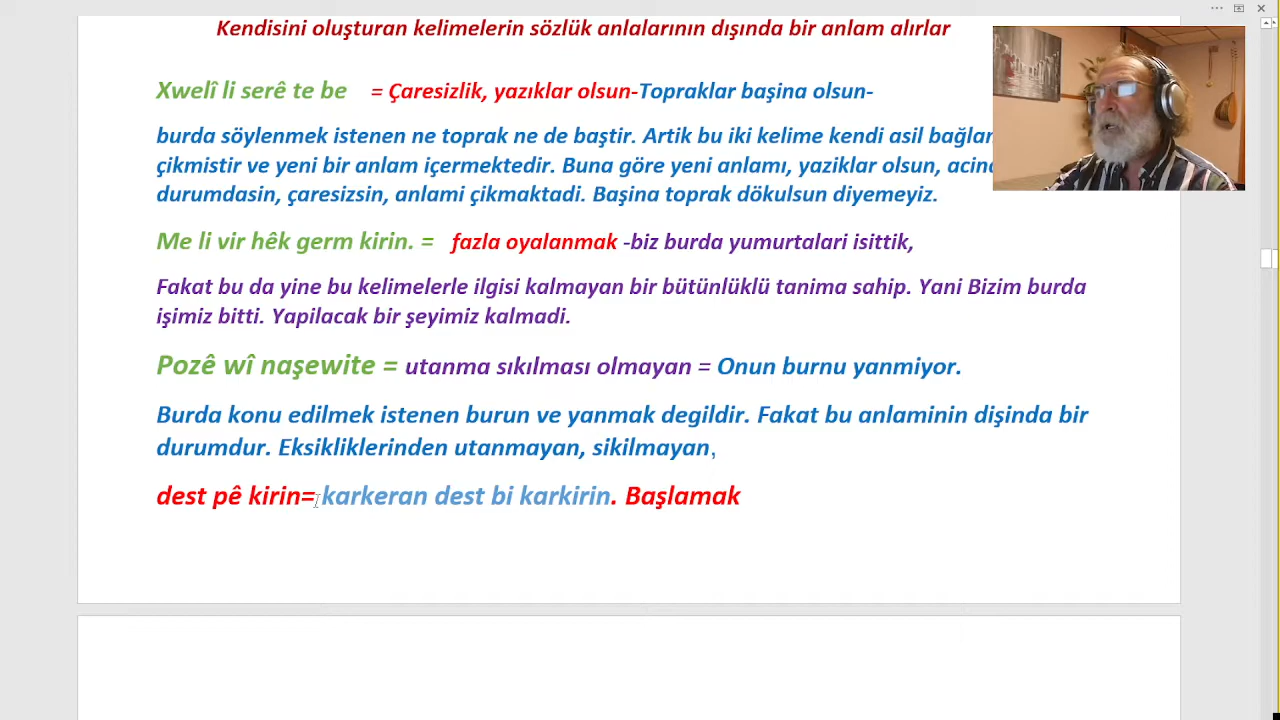 Kendisini oluşturan kelimelerin sözlük anlalarının dışında bir anlam alırlar
Xwelî li serê te be = Çaresizlik, yazıklar olsun-Topraklar başina olsun-
burda söylenmek istenen ne toprak ne de baştir. Artik bu iki kelime kendi asil
çikmistir ve yeni bir anlam içermektedir. Buna göre yeni anlamı, yaziklar olsun,
durumdasin, çaresizsin, anlami çikmaktadi. Başina toprak dökulsun diyemeyiz.
Me li vir hêk germ kirin. = fazla oyalanmak -biz burda yumurtalari isittik,
Fakat bu da yine bu kelimelerle ilgisi kalmayan bir bütünlüklü tanima sahip. Yani Bizim burda
işimiz bitti. Yapilacak bir şeyimiz kalmadi.
Pozê wî naşewite = utanma sıkılması olmayan = Onun burnu yanmiyor.
Burda konu edilmek istenen burun ve yanmak degildir. Fakat bu anlaminin dişinda bir
durumdur. Eksikliklerinden utanmayan, sikilmayan,
dest pê kirin= karkeran dest bi karkirin. Başlamak